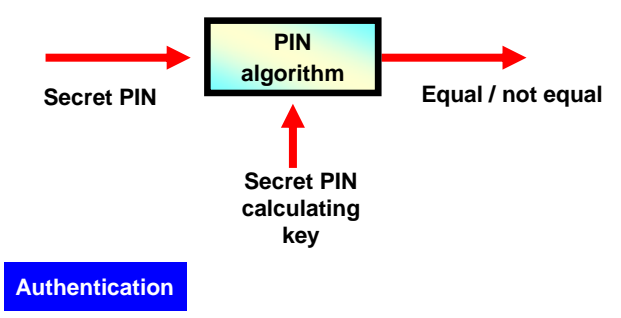 PIN
algorithm
Secret PIN
Equal / not equal
Secret PIN
calculating
key
Authentication